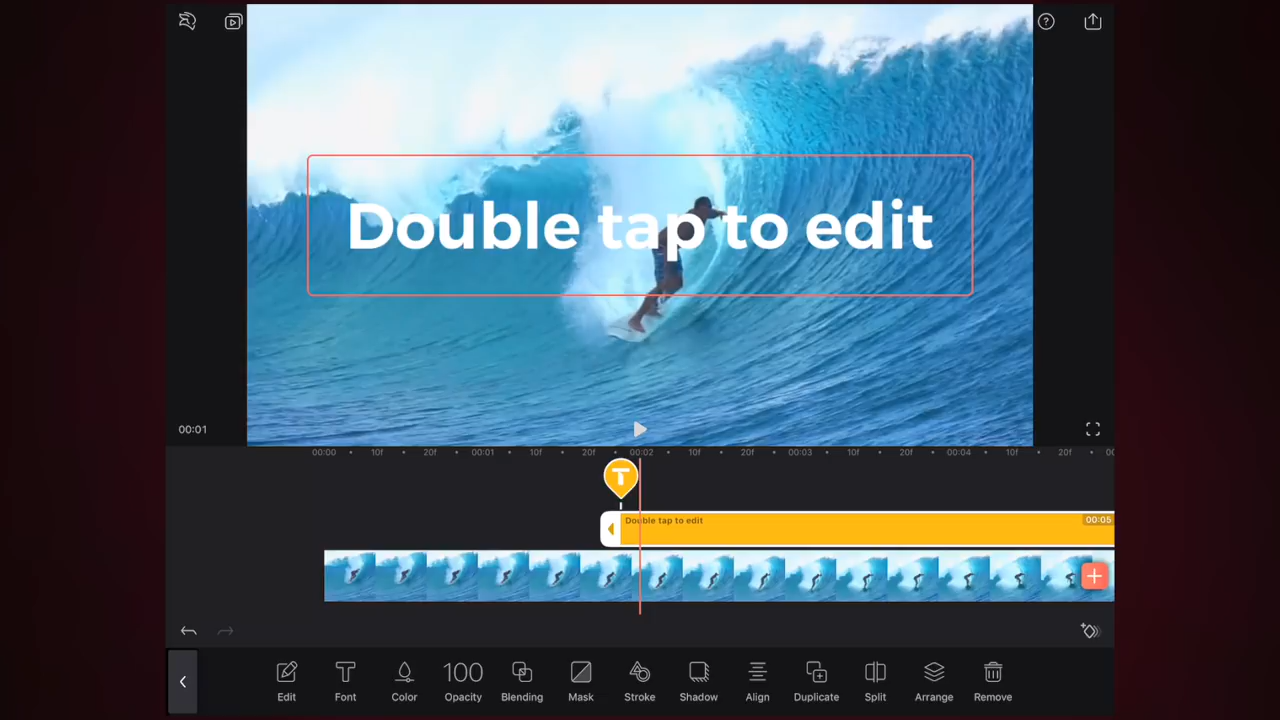 ?
Double tap to edit
00:01
00:00 10f 20f 00:01 10f 20f 00:02 10f 20f 00:03 10f 20f 00:04 10f 20f 00
T
Double tap to edit 00:05
100
Edit Font Color Opacity Blending Mask Stroke Shadow Align Duplicate Split Arrange Remove